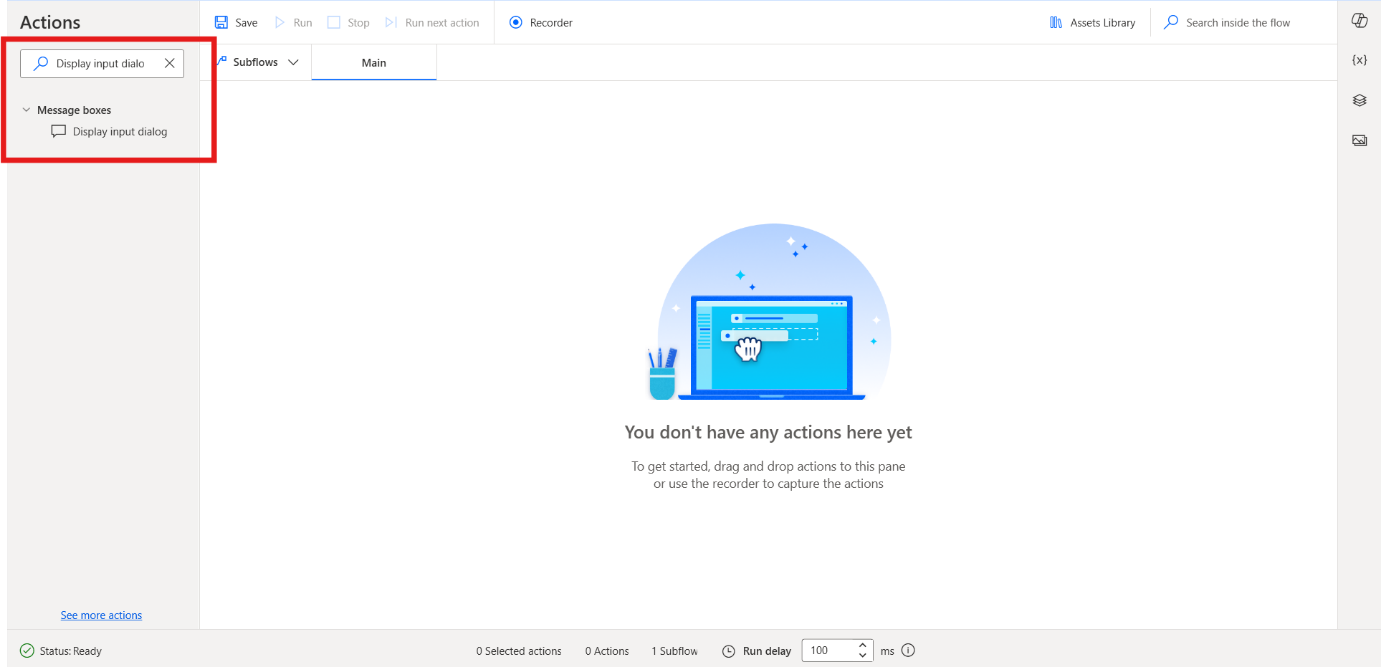 Actions
Save Run Stop Run next action Recorder Assets Library Search inside the flow
Display input dialo
Subflows Main
{x}
Message boxes
Display input dialog
You don't have any actions here yet
To get started, drag and drop actions to this pane
or use the recorder to capture the actions
See more actions
Status: Ready 0 Selected actions 0 Actions 1 Subflow Run delay 100 ms